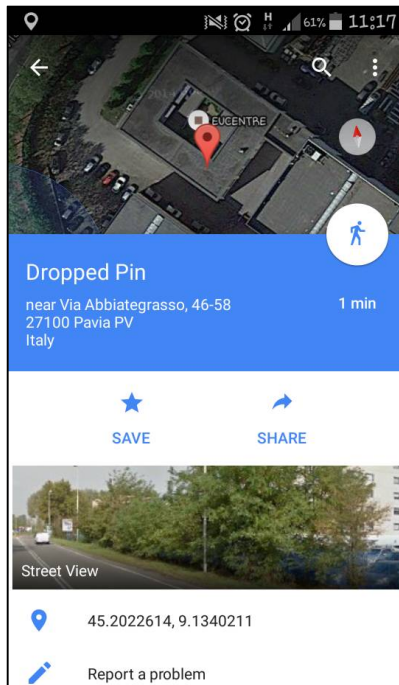 H 61% 11:17
EUCENTRE
Dropped Pin
near Via Abbiategrasso, 46-58
1 min
27100 Pavia PV
Italy
SAVE
SHARE
Street View
45.2022614, 9.1340211
Report a problem